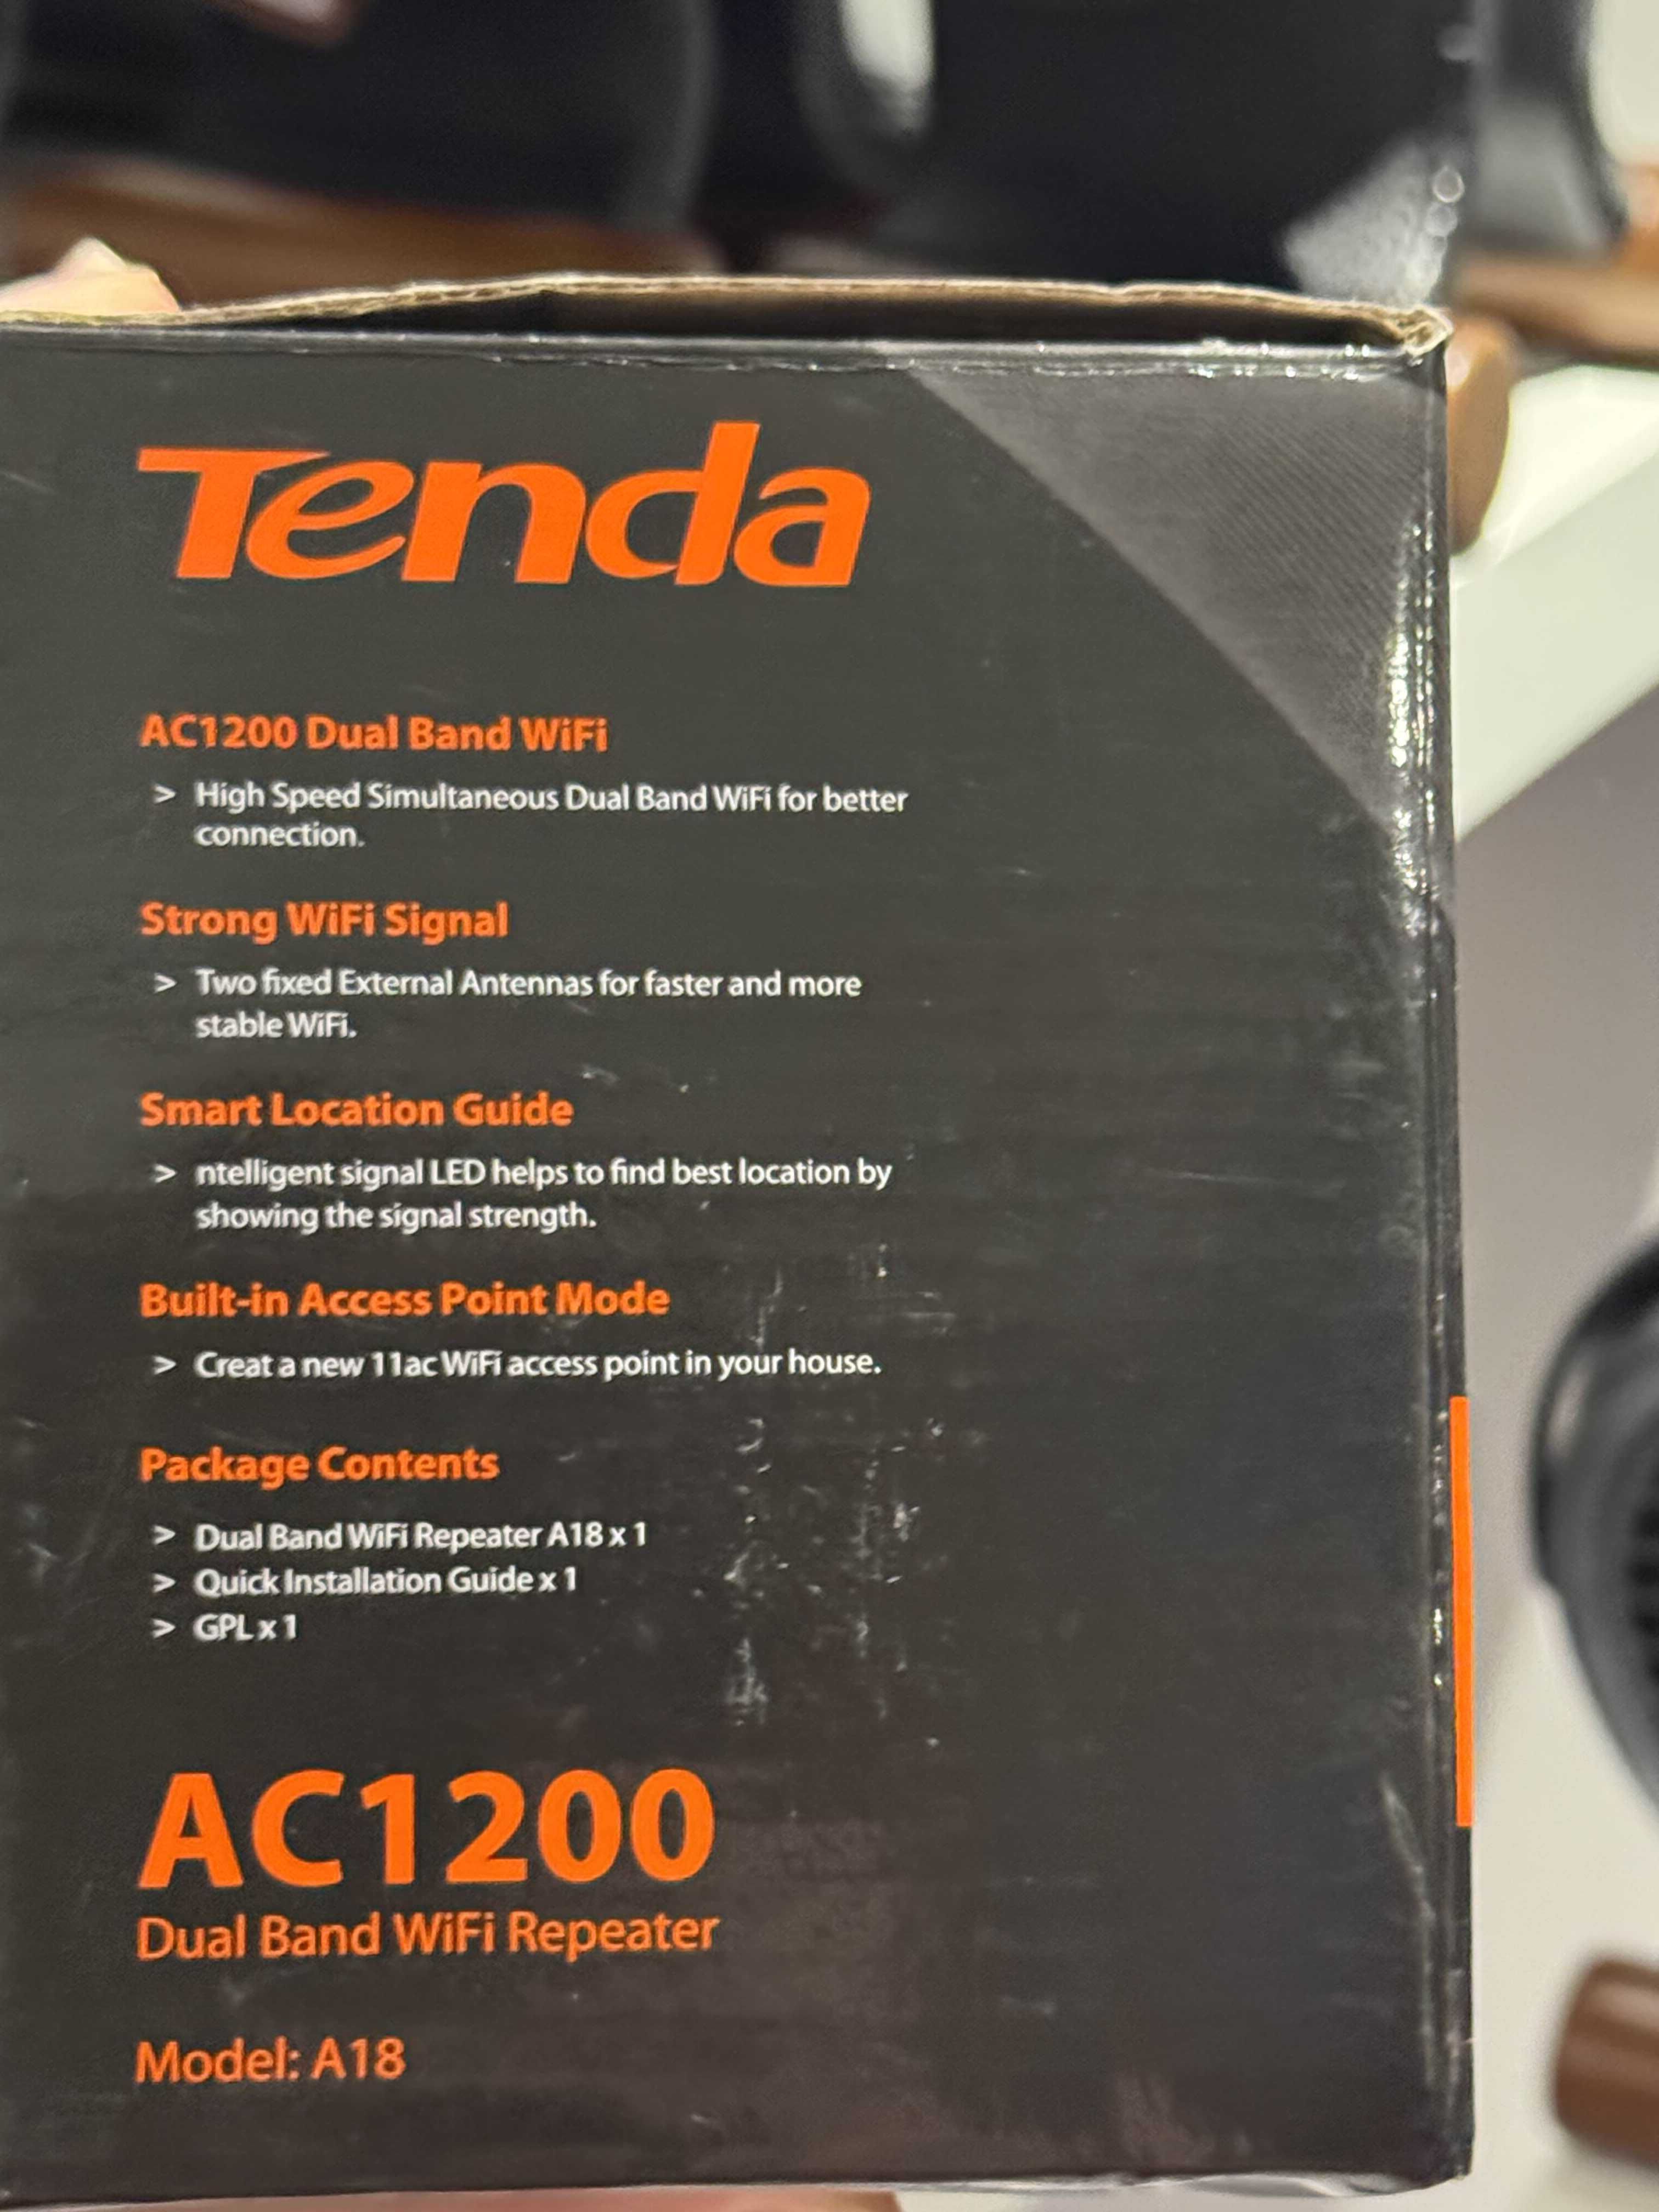 Tenda
AC1200 Dual Band WiFi
> High Speed Simultaneous Dual Band WiFi for better
connection.
Strong WiFi Signal
> Two fixed External Antennas for faster and more
stable WiFi.
Smart Location Guide
> ntelligent signal LED helps to find best location by
showing the signal strength.
Built-in Access Point Mode
> Creat a new 11ac WiFi access point in your house.
Package Contents
> Dual Band WiFi Repeater A18 x 1
> Quick Installation Guide x 1
> GPL x 1
AC1200
Dual Band WiFi Repeater
Model: A18